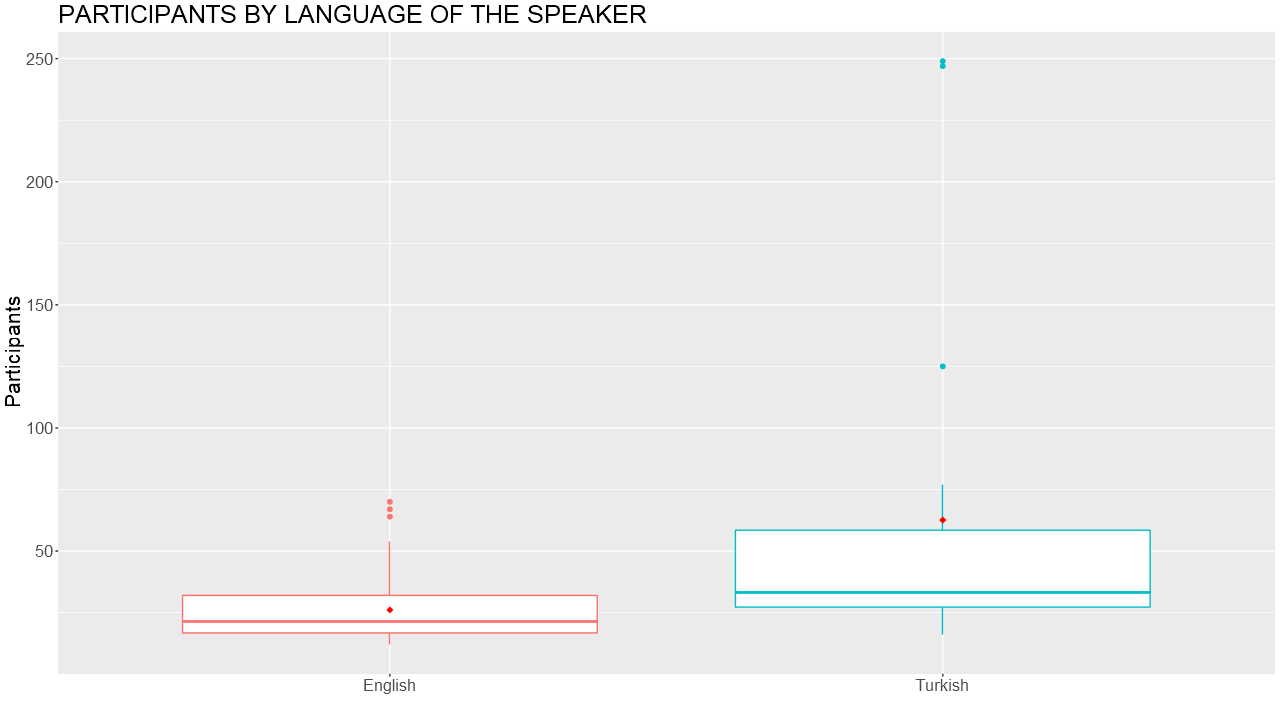 PARTICIPANTS BY LANGUAGE OF THE SPEAKER
Participants
250
200
150
100
50
English Turkish